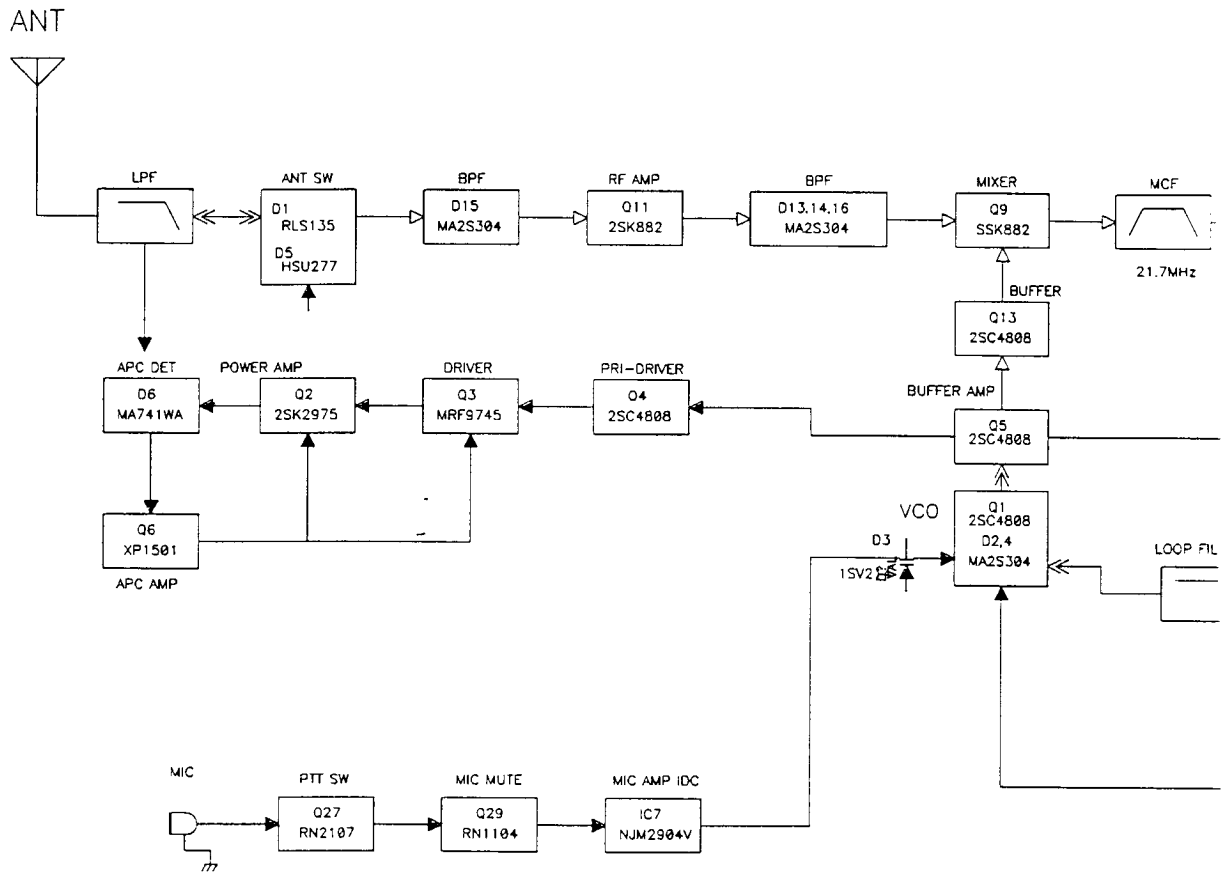 ANT
LPF
ANT SW
BPF
RF AMP
BPF
MIXER
MCF
D1
RLS135
D5
HSU277
D15
MA2S304
Q11
2SK882
D13.14.16
MA2S304
Q9
SSK882
21.7MHz
BUFFER
Q13
2SC4808
APC DET
POWER AMP
DRIVER
PRI-DRIVER
BUFFER AMP
D6
MA741WA
Q2
2SK2975
Q3
MRF9745
Q4
2SC4808
Q5
2SC4808
Q6
XP1501
APC AMP
VCO
Q1
2SC4808
D2,4
MA2S304
D3
1SV2
LOOP FIL
MIC
PTT SW
MIC MUTE
MIC AMP IDC
Q27
RN2107
Q29
RN1104
IC7
NJM2904V